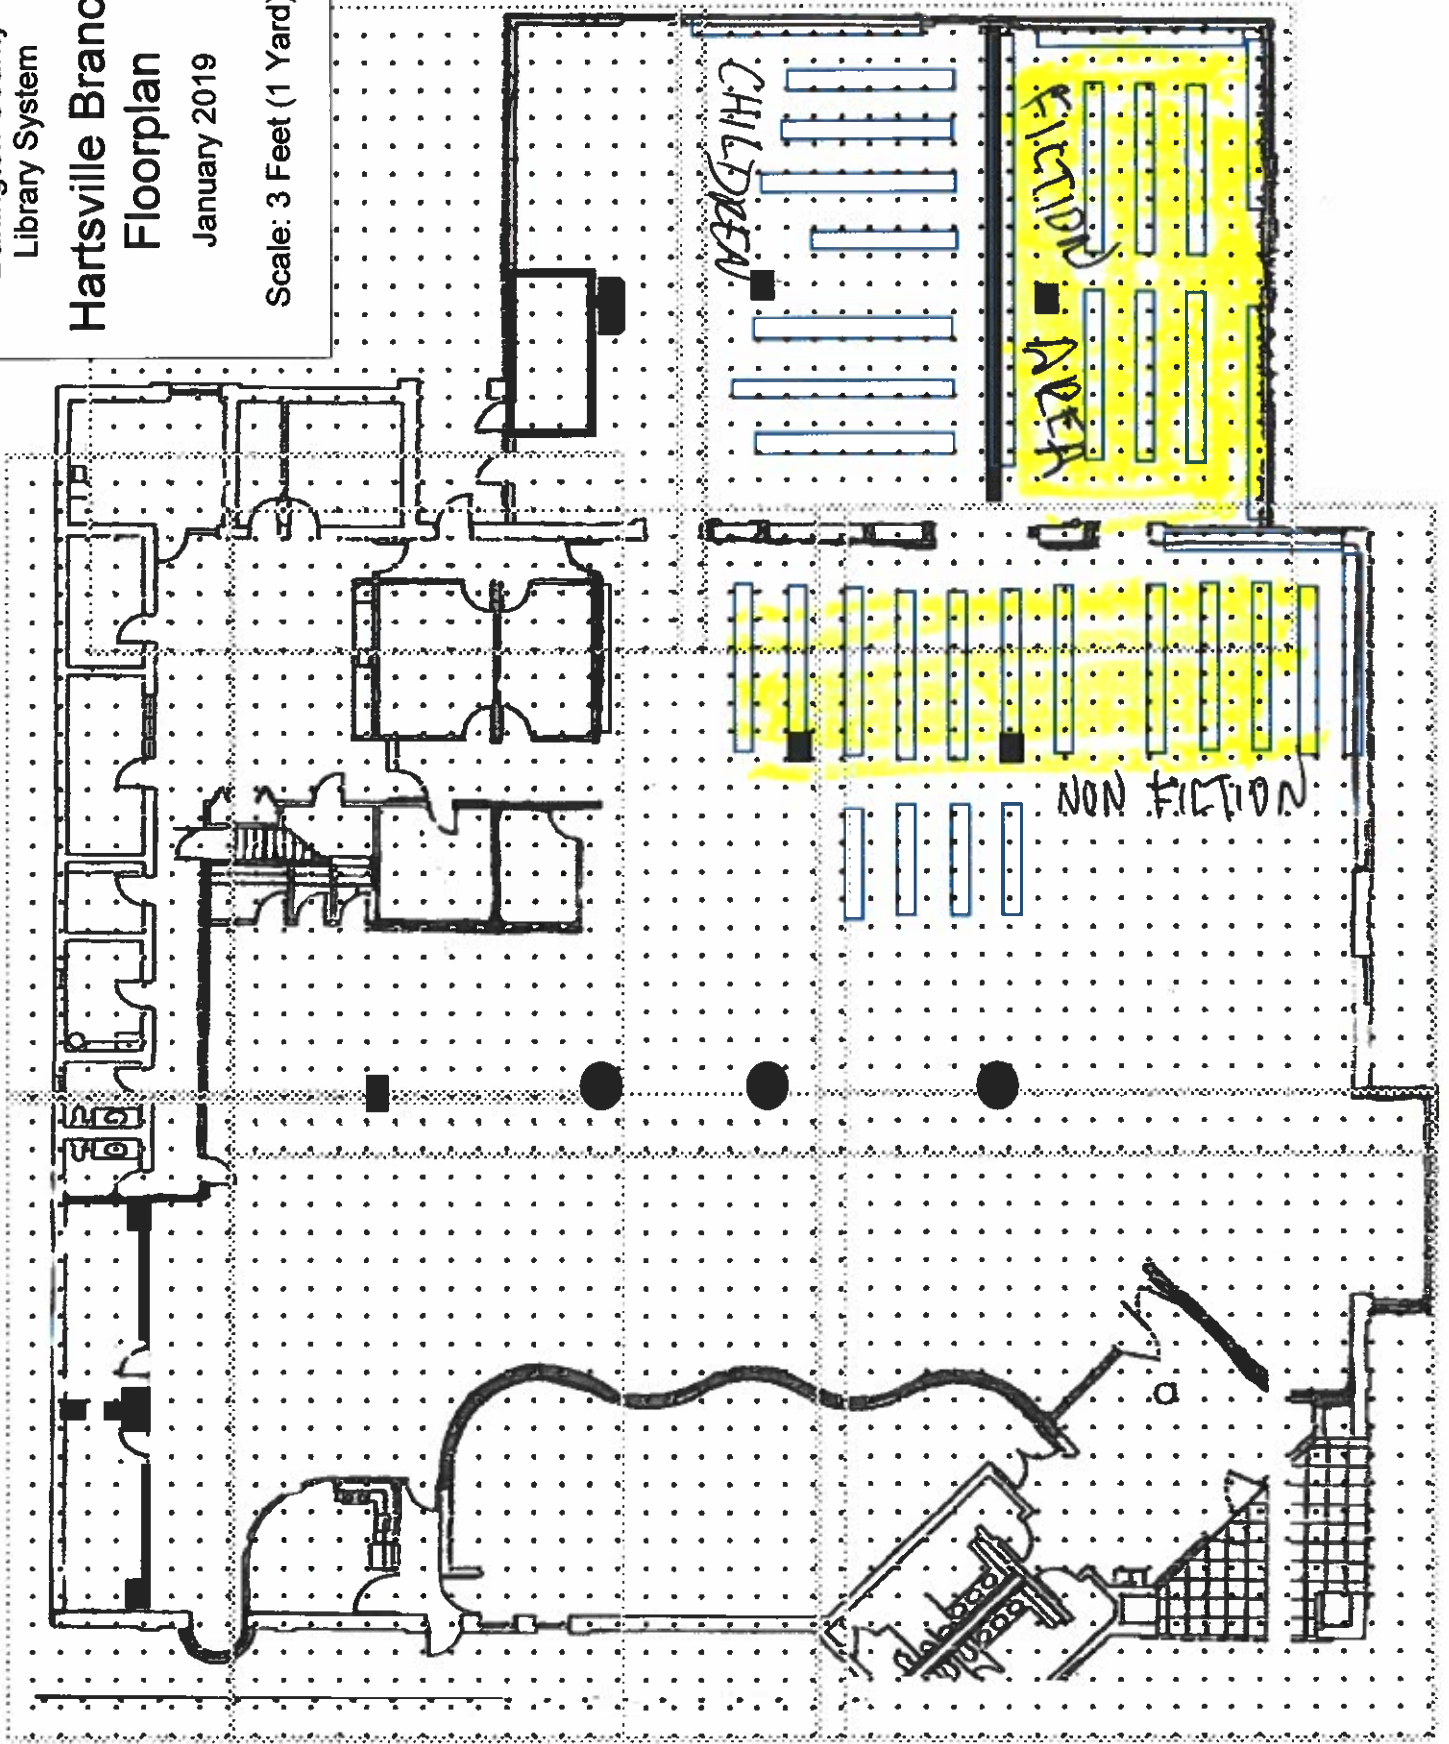 Library System
Hartsville Branc
Floorplan
January 2019
Scale: 3 Feet (1 Yard)
CHILDREN
FICTION
AREA
NON FICTION
a